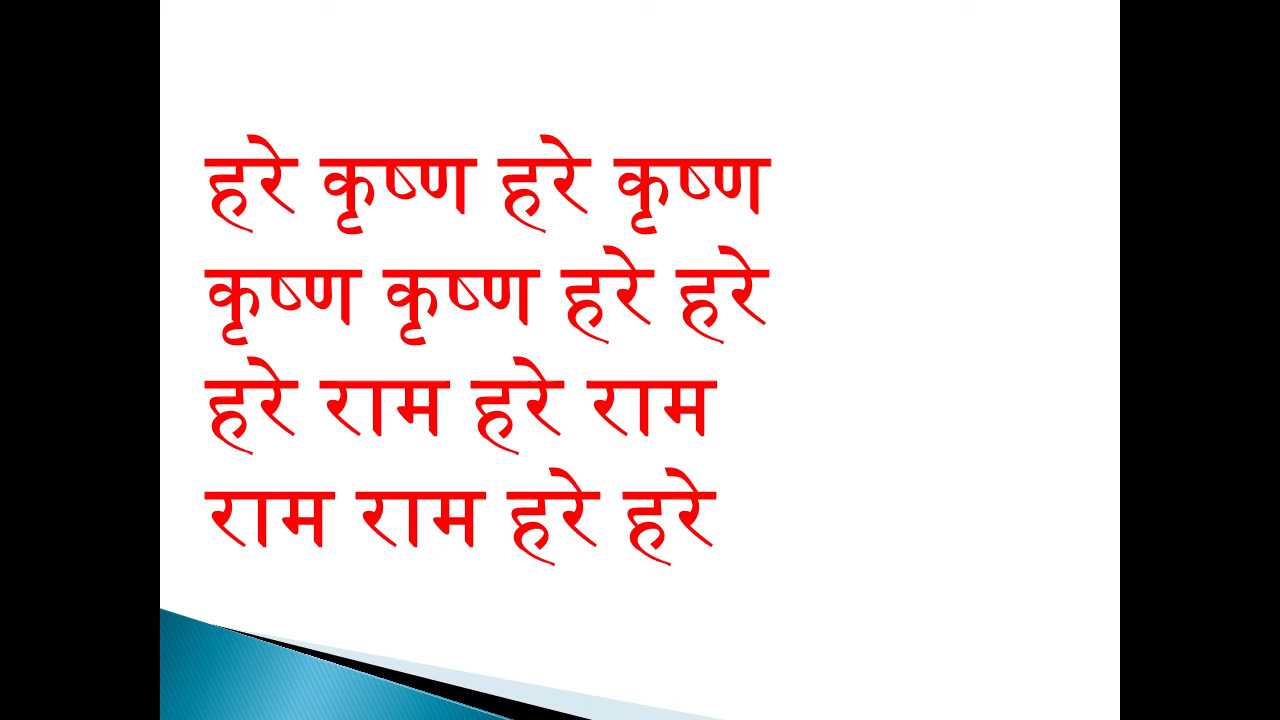 हरे कृष्ण हरे कृष्ण
कृष्ण कृष्ण हरे हरे
हरे राम हरे राम
राम राम हरे हरे